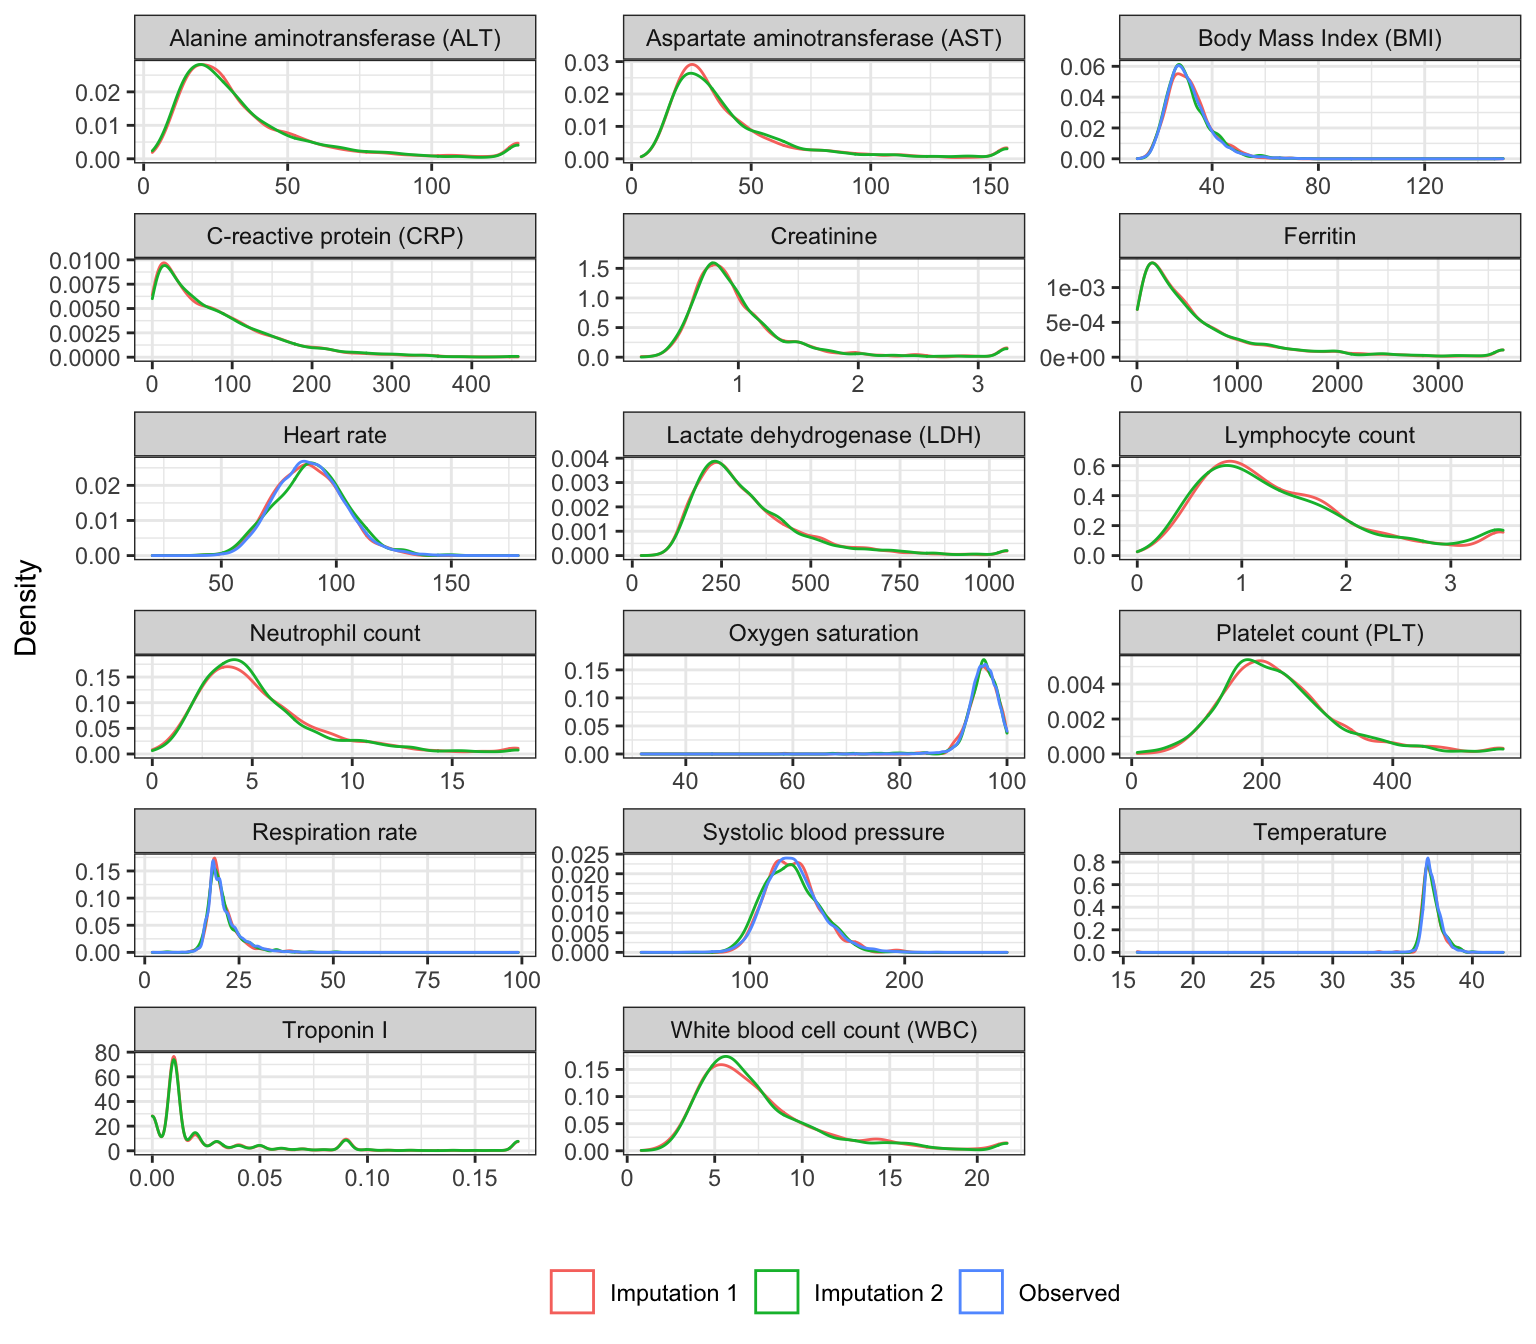 Alanine aminotransferase (ALT)
0.02
0.01
0.00
0 50 100
Aspartate aminotransferase (AST)
0.03
0.02
0.01
0.00
0 50 100 150
Body Mass Index (BMI)
0.06
0.04
0.02
0.00
40 80 120
C-reactive protein (CRP)
0.0100
0.0075
0.0050
0.0025
0.0000
0 100 200 300 400
Creatinine
1.5
1.0
0.5
0.0
1 2 3
Ferritin
1e-03
5e-04
0e+00
0 1000 2000 3000
Heart rate
0.02
0.01
0.00
50 100 150
Lactate dehydrogenase (LDH)
0.004
0.003
0.002
0.001
0.000
0 250 500 750 1000
Lymphocyte count
0.6
0.4
0.2
0.0
0 1 2 3
Density
Neutrophil count
0.15
0.10
0.05
0.00
0 5 10 15
Oxygen saturation
0.15
0.10
0.05
0.00
40 60 80 100
Platelet count (PLT)
0.004
0.002
0.000
0 200 400
Respiration rate
0.15
0.10
0.05
0.00
0 25 50 75 100
Systolic blood pressure
0.025
0.020
0.015
0.010
0.005
0.000
100 200
Temperature
0.8
0.6
0.4
0.2
0.0
15 20 25 30 35 40
Troponin I
80
60
40
20
0
0.00 0.05 0.10 0.15
White blood cell count (WBC)
0.15
0.10
0.05
0.00
0 5 10 15 20
Imputation 1 Imputation 2 Observed